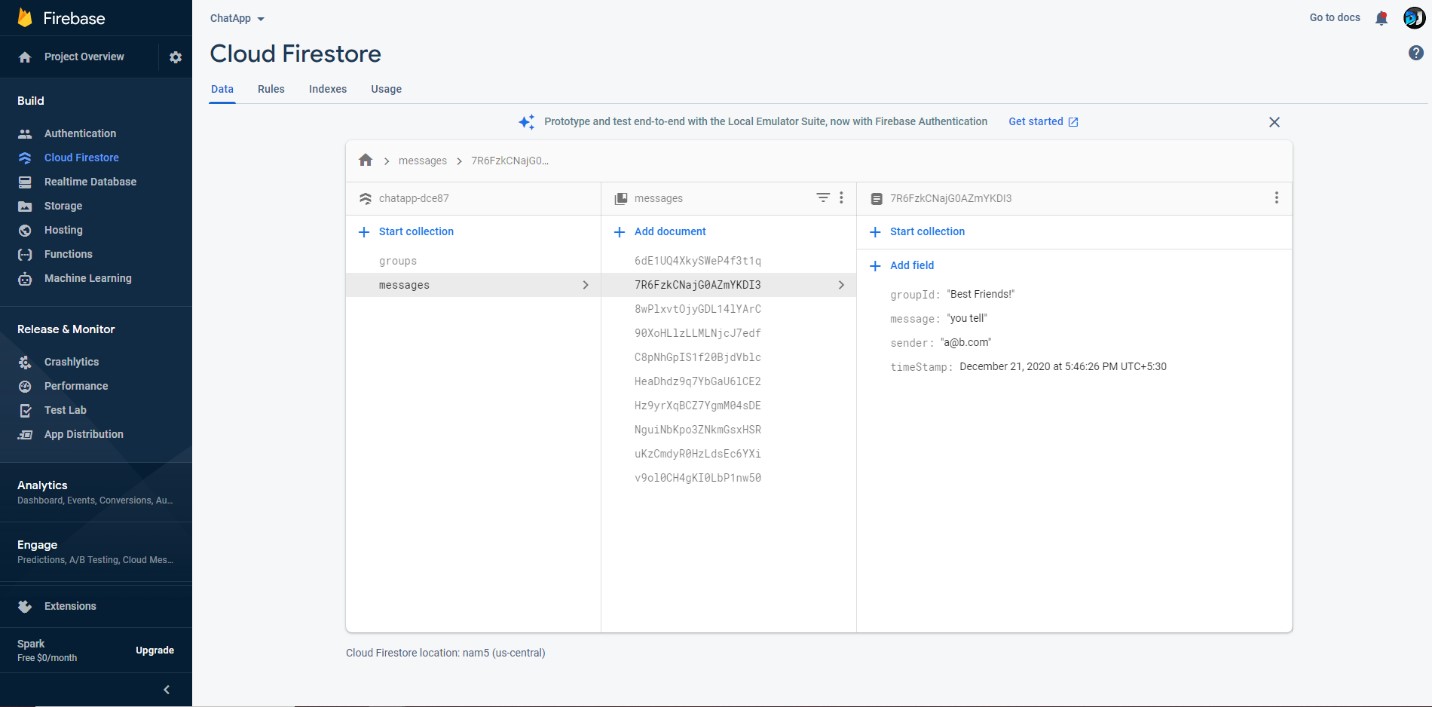 Firebase
Project Overview
Build
Authentication
Cloud Firestore
Realtime Database
Storage
Hosting
Functions
Machine Learning
Release & Monitor
Crashlytics
Performance
Test Lab
App Distribution
Analytics
Dashboard, Events, Conversions, Au...
Engage
Predictions, A/B Testing, Cloud Mes...
Extensions
Spark
Free $0/month
Upgrade
ChatApp
Go to docs
Cloud Firestore
Data Rules Indexes Usage
Prototype and test end-to-end with the Local Emulator Suite, now with Firebase Authentication Get started
messages > 7R6FzkCNajG0...
chatapp-dce87
Start collection
groups
messages
messages
Add document
6dE1UQ4XkySWeP4f3t1q
7R6FzkCNajG0AZmYKDI3
8wPlxvtOjyGDL14lYArC
90XoHLlzLLMLNjcJ7edf
C8pNhGpIS1f20BjdVblc
HeaDhdz9q7YbGaU6lCE2
Hz9yrXqBCZ7YgmM04sDE
NguiNbKpo3ZNkmGsxHSR
uKzCmdyR0HzLdsEc6YXi
v9ol0CH4gKI0LbP1nw50
7R6FzkCNajG0AZmYKDI3
Start collection
Add field
groupId: "Best Friends!"
message: "you tell"
sender: "a@b.com"
timeStamp: December 21, 2020 at 5:46:26 PM UTC+5:30
Cloud Firestore location: nam5 (us-central)